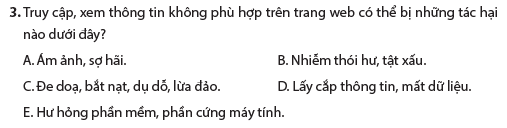 3. Truy cập, xem thông tin không phù hợp trên trang web có thể bị những tác hại
nào dưới đây?
A. Ám ảnh, sợ hãi. B. Nhiễm thói hư, tật xấu.
C. Đe doạ, bắt nạt, dụ dỗ, lừa đảo. D. Lấy cắp thông tin, mất dữ liệu.
E. Hư hỏng phần mềm, phần cứng máy tính.